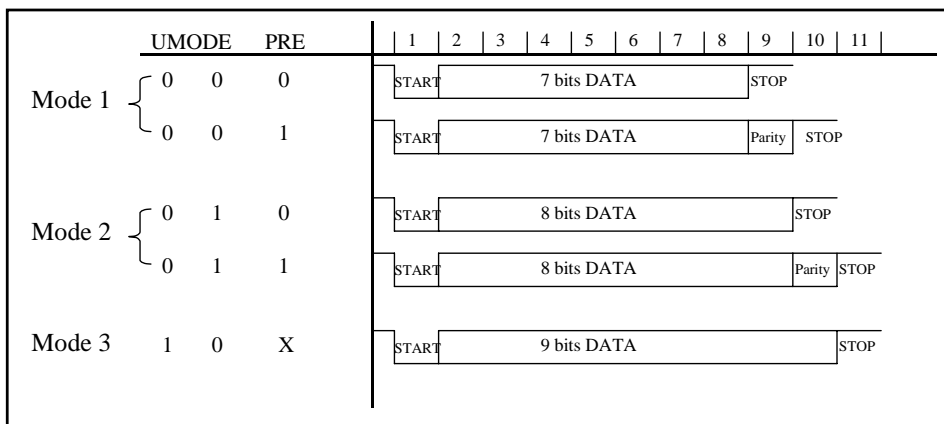 UMODE PRE 1 2 3 4 5 6 7 8 9 10 11
Mode 1
0 0 0 START 7 bits DATA STOP
0 0 1 START 7 bits DATA Parity STOP
Mode 2
0 1 0 START 8 bits DATA STOP
0 1 1 START 8 bits DATA Parity STOP
Mode 3 1 0 X START 9 bits DATA STOP